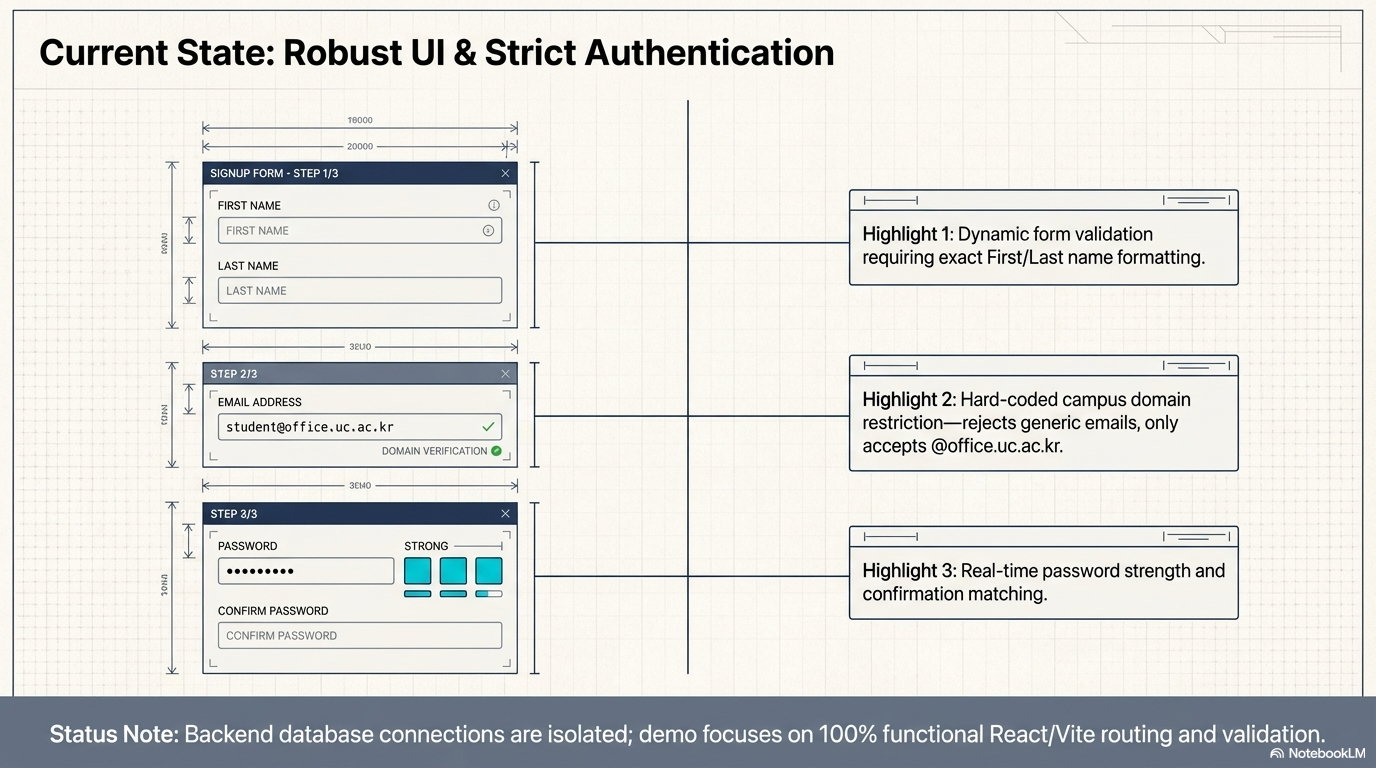 Current State: Robust UI & Strict Authentication
20000
SIGNUP FORM - STEP 1/3
FIRST NAME
FIRST NAME
LAST NAME
LAST NAME
STEP 2/3
EMAIL ADDRESS
student@office.uc.ac.kr
DOMAIN VERIFICATION
STEP 3/3
PASSWORD
STRONG
CONFIRM PASSWORD
CONFIRM PASSWORD
Highlight 1: Dynamic form validation
requiring exact First/Last name formatting.
Highlight 2: Hard-coded campus domain
restriction—rejects generic emails, only
accepts @office.uc.ac.kr.
Highlight 3: Real-time password strength and
confirmation matching.
Status Note: Backend database connections are isolated; demo focuses on 100% functional React/Vite routing and validation.
NotebookLM